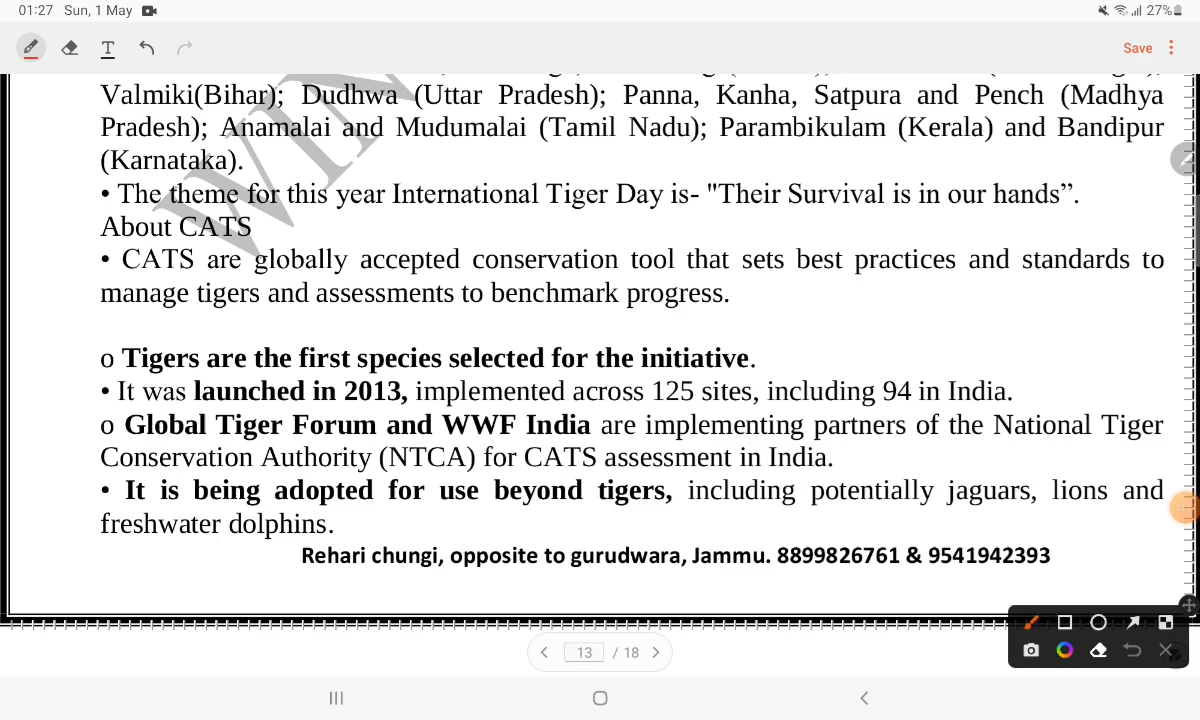 01:27 Sun, 1 May
27%
T
Save
Valmiki(Bihar); Dudhwa (Uttar Pradesh); Panna, Kanha, Satpura and Pench (Madhya
Pradesh); Anamalai and Mudumalai (Tamil Nadu); Parambikulam (Kerala) and Bandipur
(Karnataka).
• The theme for this year International Tiger Day is- "Their Survival is in our hands”.
About CATS
• CATS are globally accepted conservation tool that sets best practices and standards to
manage tigers and assessments to benchmark progress.
o Tigers are the first species selected for the initiative.
• It was launched in 2013, implemented across 125 sites, including 94 in India.
o Global Tiger Forum and WWF India are implementing partners of the National Tiger
Conservation Authority (NTCA) for CATS assessment in India.
• It is being adopted for use beyond tigers, including potentially jaguars, lions and
freshwater dolphins.
Rehari chungi, opposite to gurudwara, Jammu. 8899826761 & 9541942393
13 / 18